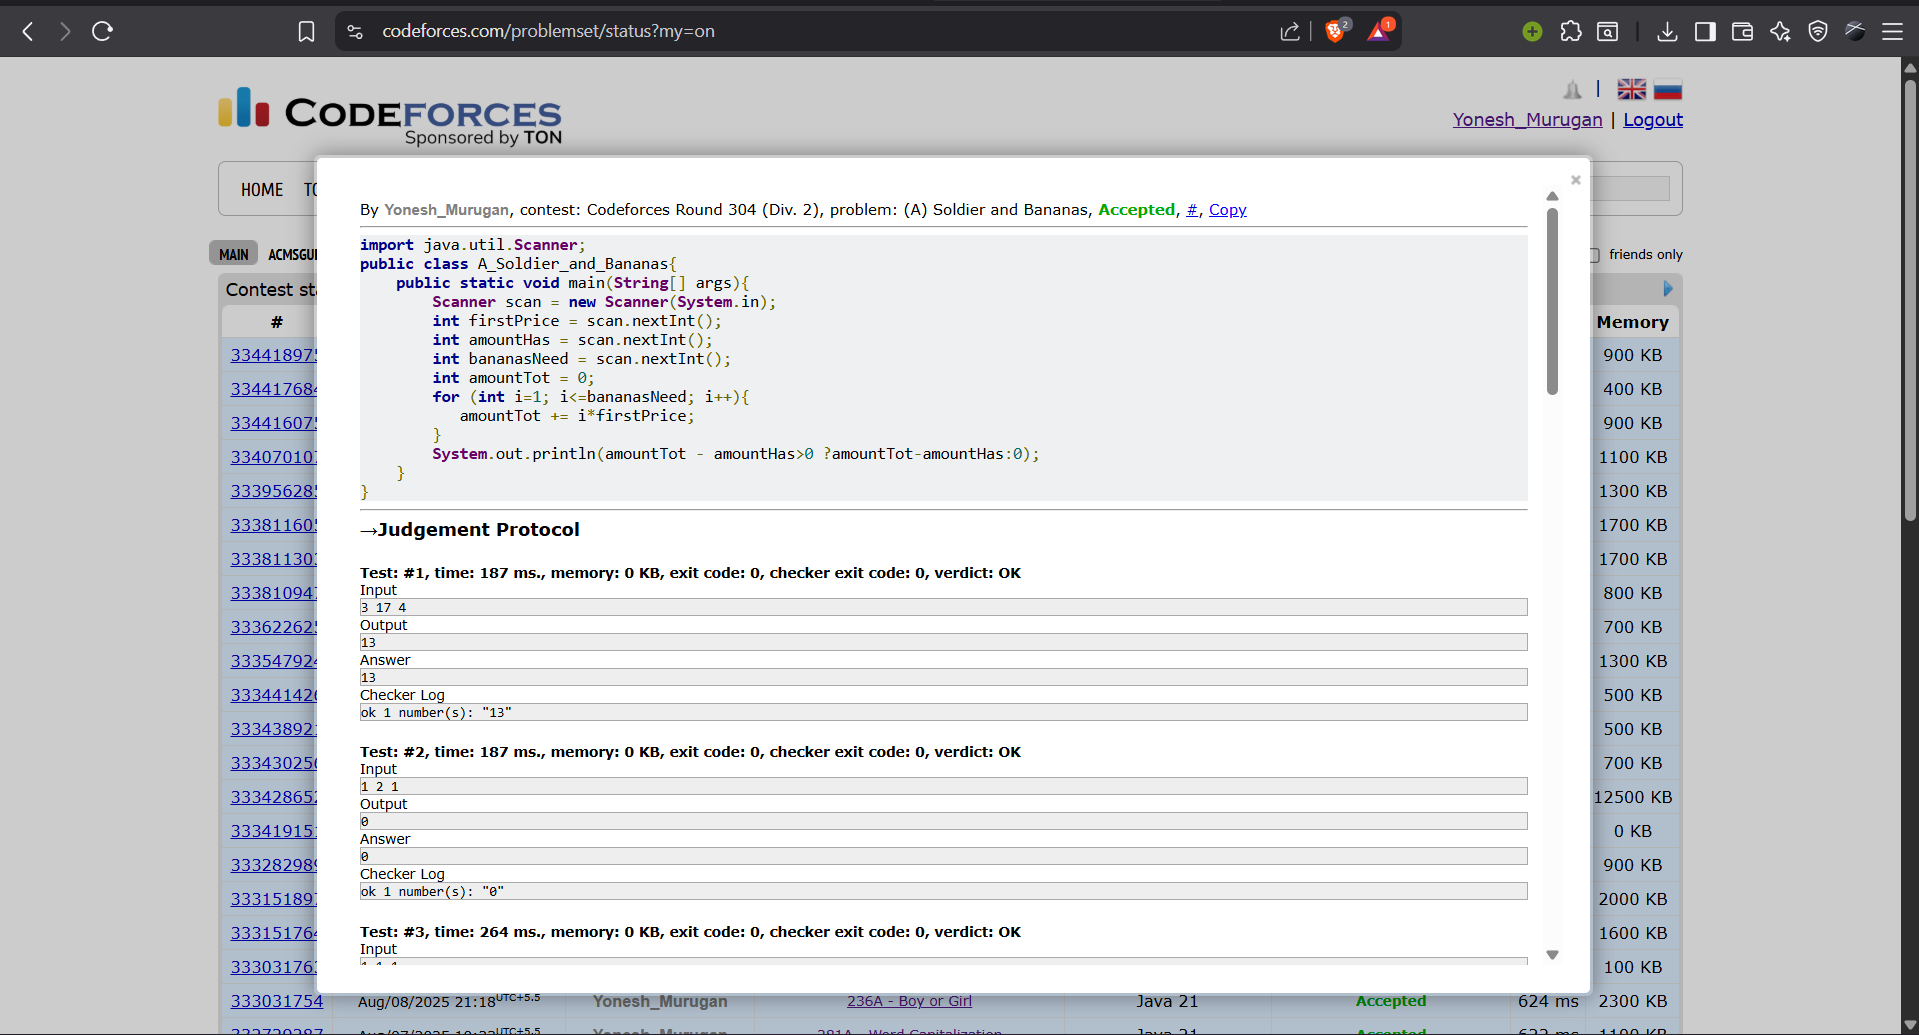 codeforces.com/problemset/status?my=on
2
1
CODEFORCES
Sponsored by TON
Yonesh_Murugan | Logout
HOME
MAIN ACMSGU
friends only
Contest
#
Memory
By Yonesh_Murugan, contest: Codeforces Round 304 (Div. 2), problem: (A) Soldier and Bananas, Accepted, #, Copy
import java.util.Scanner;
public class A_Soldier_and_Bananas{
    public static void main(String[] args){
        Scanner scan = new Scanner(System.in);
        int firstPrice = scan.nextInt();
        int amountHas = scan.nextInt();
        int bananasNeed = scan.nextInt();
        int amountTot = 0;
        for (int i=1; i<=bananasNeed; i++){
           amountTot += i*firstPrice;
        }
        System.out.println(amountTot - amountHas>0 ?amountTot-amountHas:0);
    }
}
→Judgement Protocol
Test: #1, time: 187 ms., memory: 0 KB, exit code: 0, checker exit code: 0, verdict: OK
Input
3 17 4
Output
13
Answer
13
Checker Log
ok 1 number(s): "13"
Test: #2, time: 187 ms., memory: 0 KB, exit code: 0, checker exit code: 0, verdict: OK
Input
1 2 1
Output
0
Answer
0
Checker Log
ok 1 number(s): "0"
Test: #3, time: 264 ms., memory: 0 KB, exit code: 0, checker exit code: 0, verdict: OK
Input
33441897
900 KB
33441768
400 KB
33441607
900 KB
33407010
1100 KB
33395628
1300 KB
33381160
1700 KB
33381130
1700 KB
33381094
800 KB
33362262
700 KB
33354792
1300 KB
33344142
500 KB
33343892
500 KB
33343025
700 KB
33342865
12500 KB
33341915
0 KB
33328298
900 KB
33315189
2000 KB
33315176
1600 KB
33303176
100 KB
333031754 Aug/08/2025 21:18 UTC+5.5 Yonesh_Murugan 236A - Boy or Girl Java 21 Accepted 624 ms 2300 KB